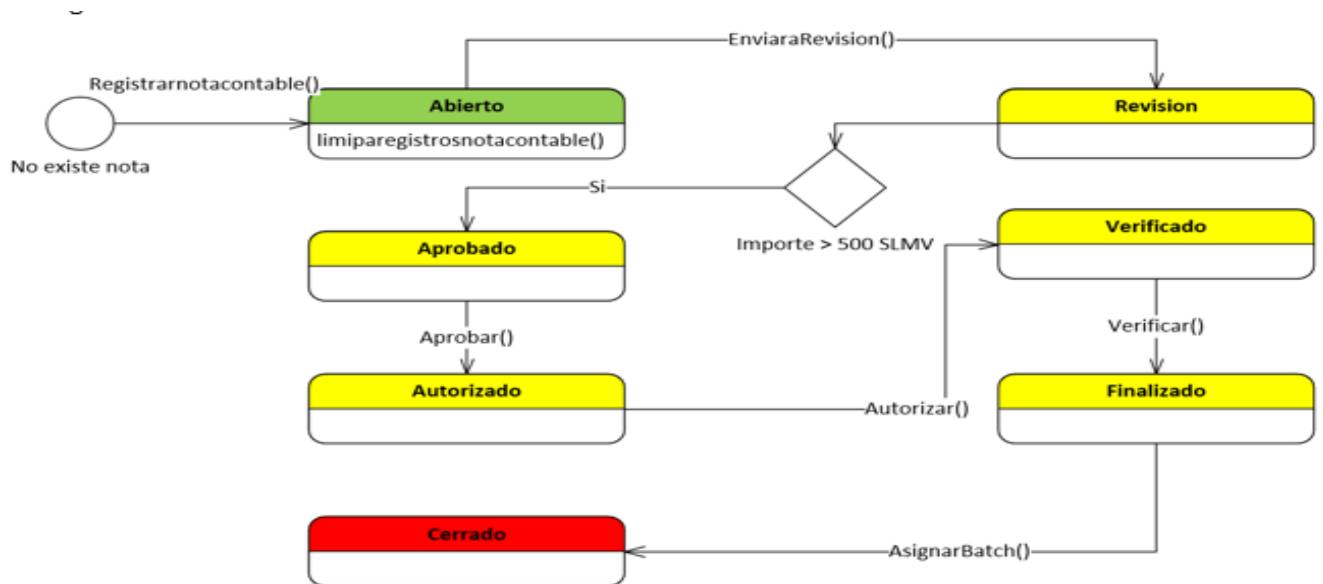 EnviaraRevision()
Registrarnotacontable()
Abierto
Revision
limiparegistrosnotacontable()
No existe nota
Si
Importe > 500 SLMV
Verificado
Aprobado
Aprobar()
Verificar()
Autorizado
Autorizar()
Finalizado
Cerrado
AsignarBatch()